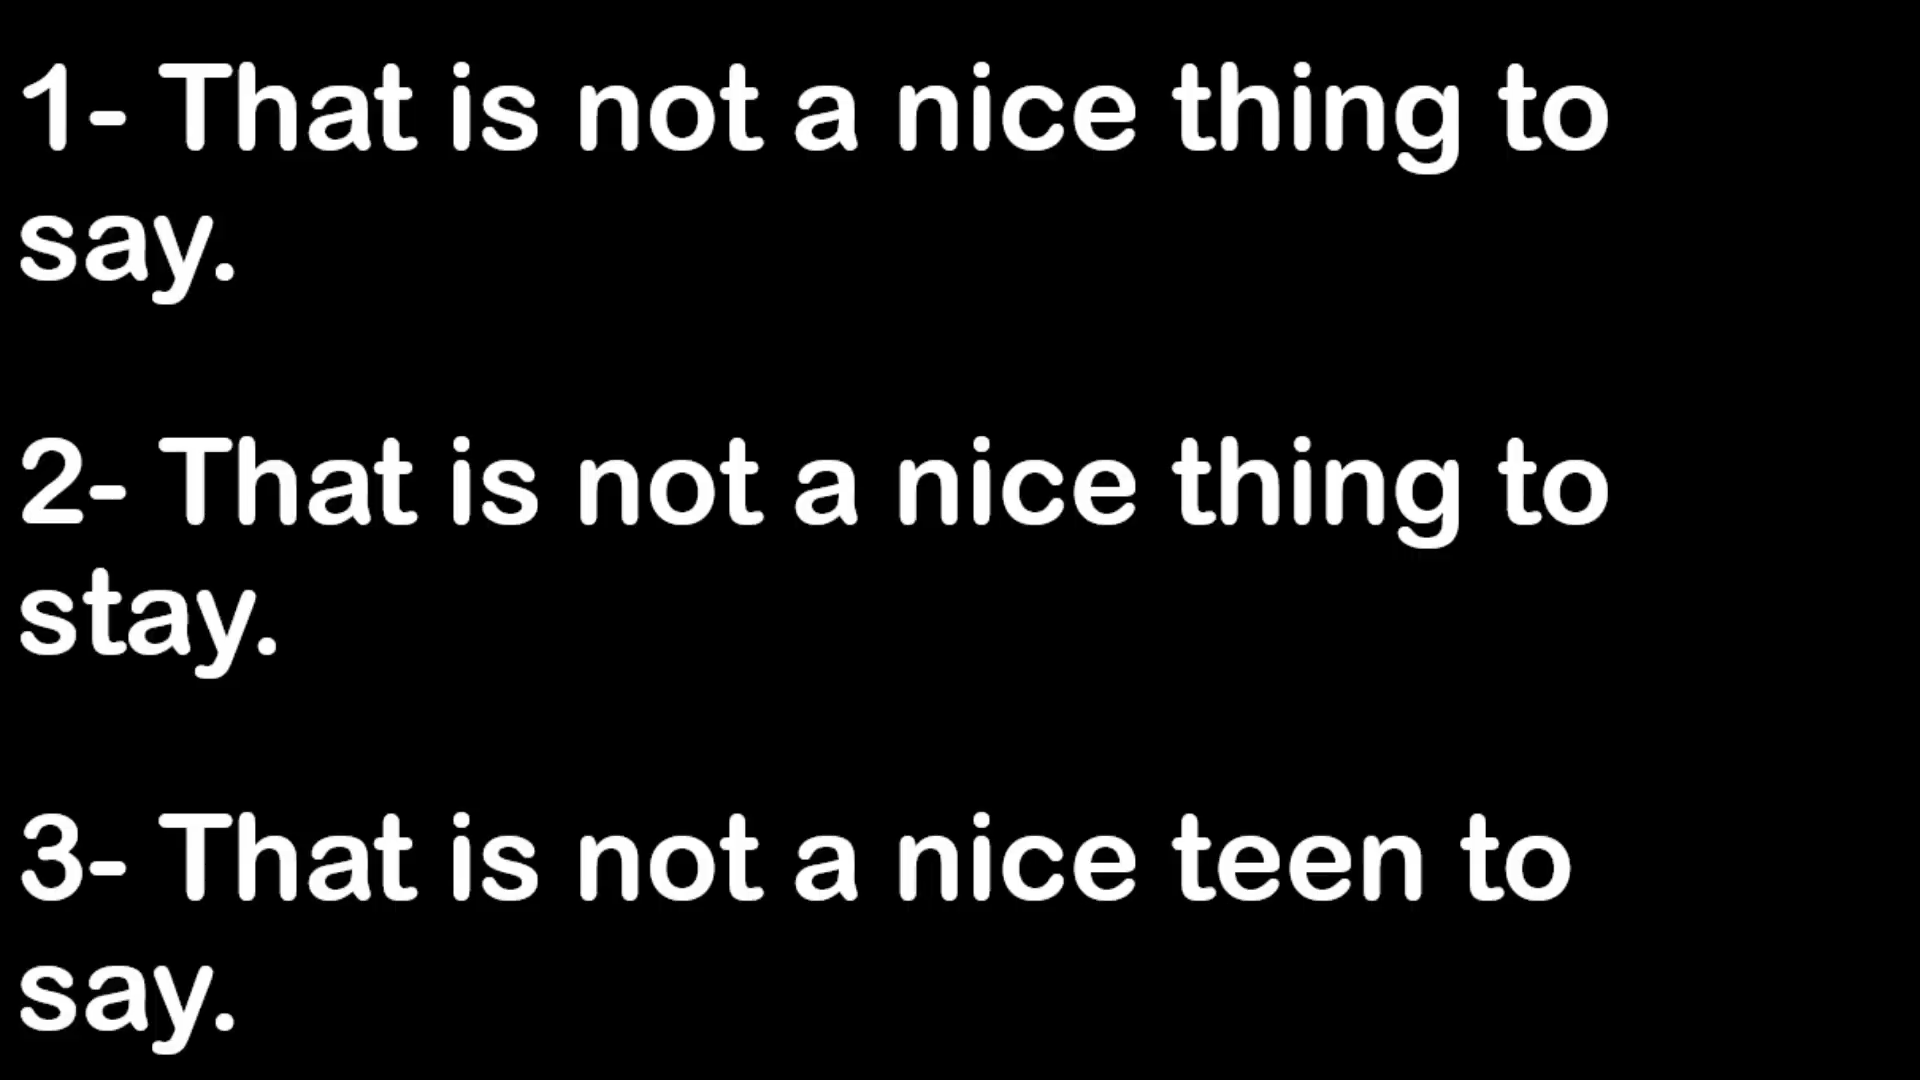 1- That is not a nice thing to
say.
2- That is not a nice thing to
stay.
3- That is not a nice teen to
say.